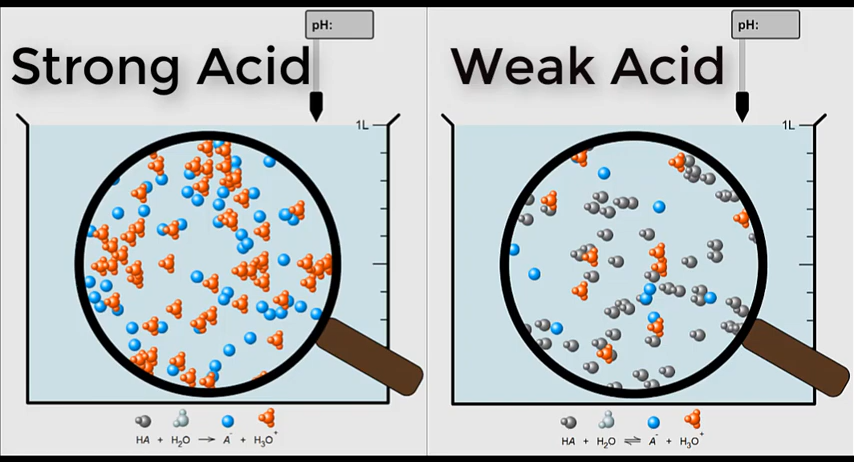 pH:
Strong Acid
1L
HA + H₂O → A⁻ + H₃O⁺
pH:
Weak Acid
1L
HA + H₂O ⇌ A⁻ + H₃O⁺